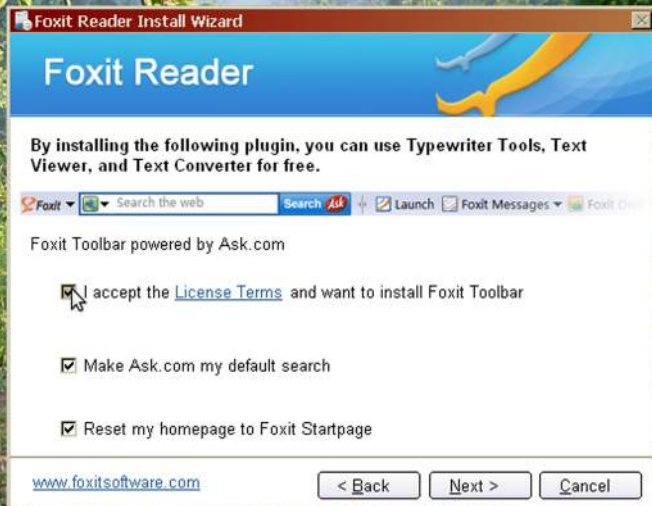 Foxit Reader Install Wizard
Foxit Reader
By installing the following plugin, you can use Typewriter Tools, Text
Viewer, and Text Converter for free.
Foxit Search the web Search Ask Launch Foxit Messages Foxit
Foxit Toolbar powered by Ask.com
I accept the License Terms and want to install Foxit Toolbar
Make Ask.com my default search
Reset my homepage to Foxit Startpage
www.foxitsoftware.com < Back Next > Cancel